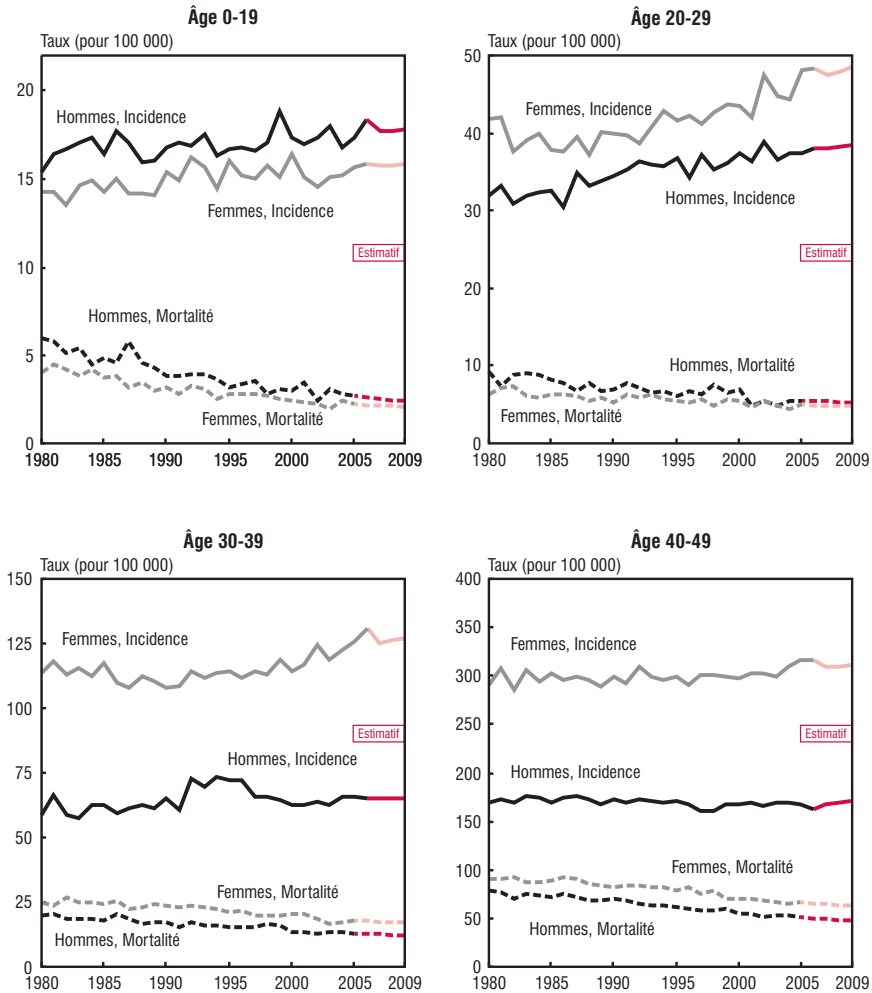 Âge 0-19
Taux (pour 100 000)
20
15
10
5
0
Hommes, Incidence
Femmes, Incidence
Estimatif
Hommes, Mortalité
Femmes, Mortalité
1980 1985 1990 1995 2000 2005 2009
Âge 20-29
Taux (pour 100 000)
50
40
30
20
10
0
Femmes, Incidence
Hommes, Incidence
Estimatif
Hommes, Mortalité
Femmes, Mortalité
1980 1985 1990 1995 2000 2005 2009
Âge 30-39
Taux (pour 100 000)
150
125
100
75
50
25
0
Femmes, Incidence
Estimatif
Hommes, Incidence
Femmes, Mortalité
Hommes, Mortalité
1980 1985 1990 1995 2000 2005 2009
Âge 40-49
Taux (pour 100 000)
400
350
300
250
200
150
100
50
0
Femmes, Incidence
Estimatif
Hommes, Incidence
Femmes, Mortalité
Hommes, Mortalité
1980 1985 1990 1995 2000 2005 2009